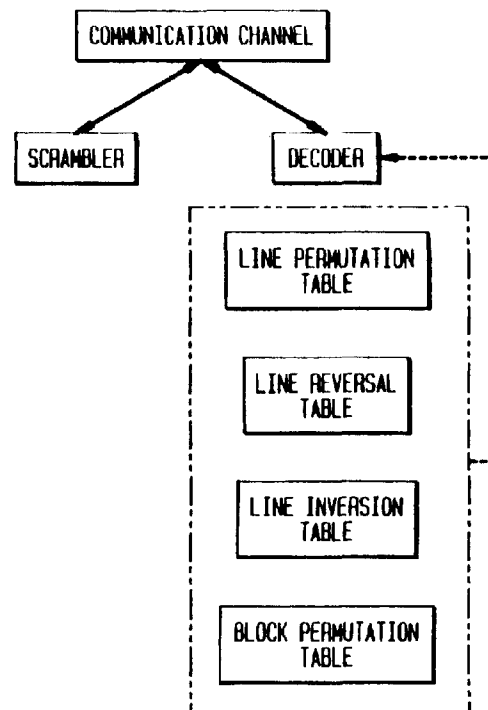 COMMUNICATION CHANNEL
SCRAMBLER
DECODER
LINE PERMUTATION
TABLE
LINE REVERSAL
TABLE
LINE INVERSION
TABLE
BLOCK PERMUTATION
TABLE